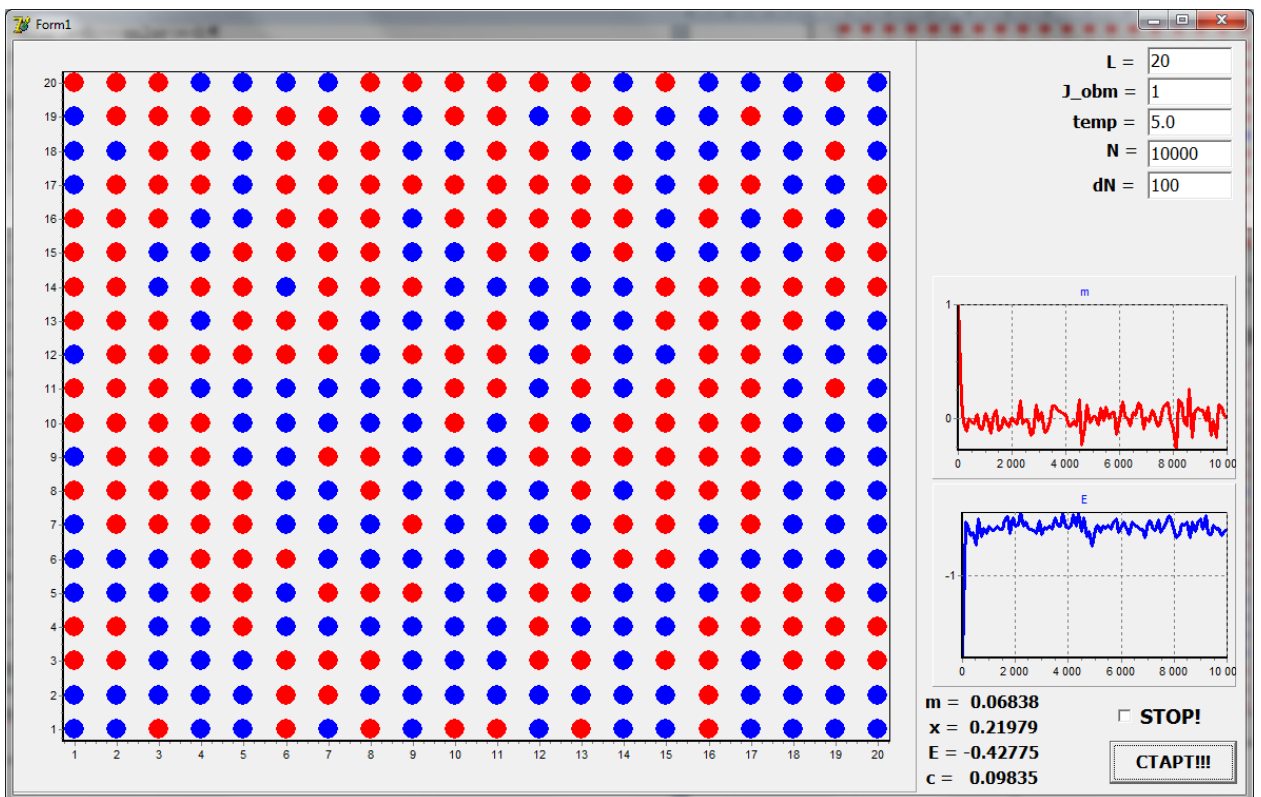 Form1
L = 20
J_obm = 1
temp = 5.0
N = 10000
dN = 100
20
19
18
17
16
15
14
13
12
11
10
9
8
7
6
5
4
3
2
1
1 2 3 4 5 6 7 8 9 10 11 12 13 14 15 16 17 18 19 20
m
1
0
0 2 000 4 000 6 000 8 000 10 00
E
-1
0 2 000 4 000 6 000 8 000 10 00
m = 0.06838
x = 0.21979
E = -0.42775
c = 0.09835
STOP!
СТАРТ!!!